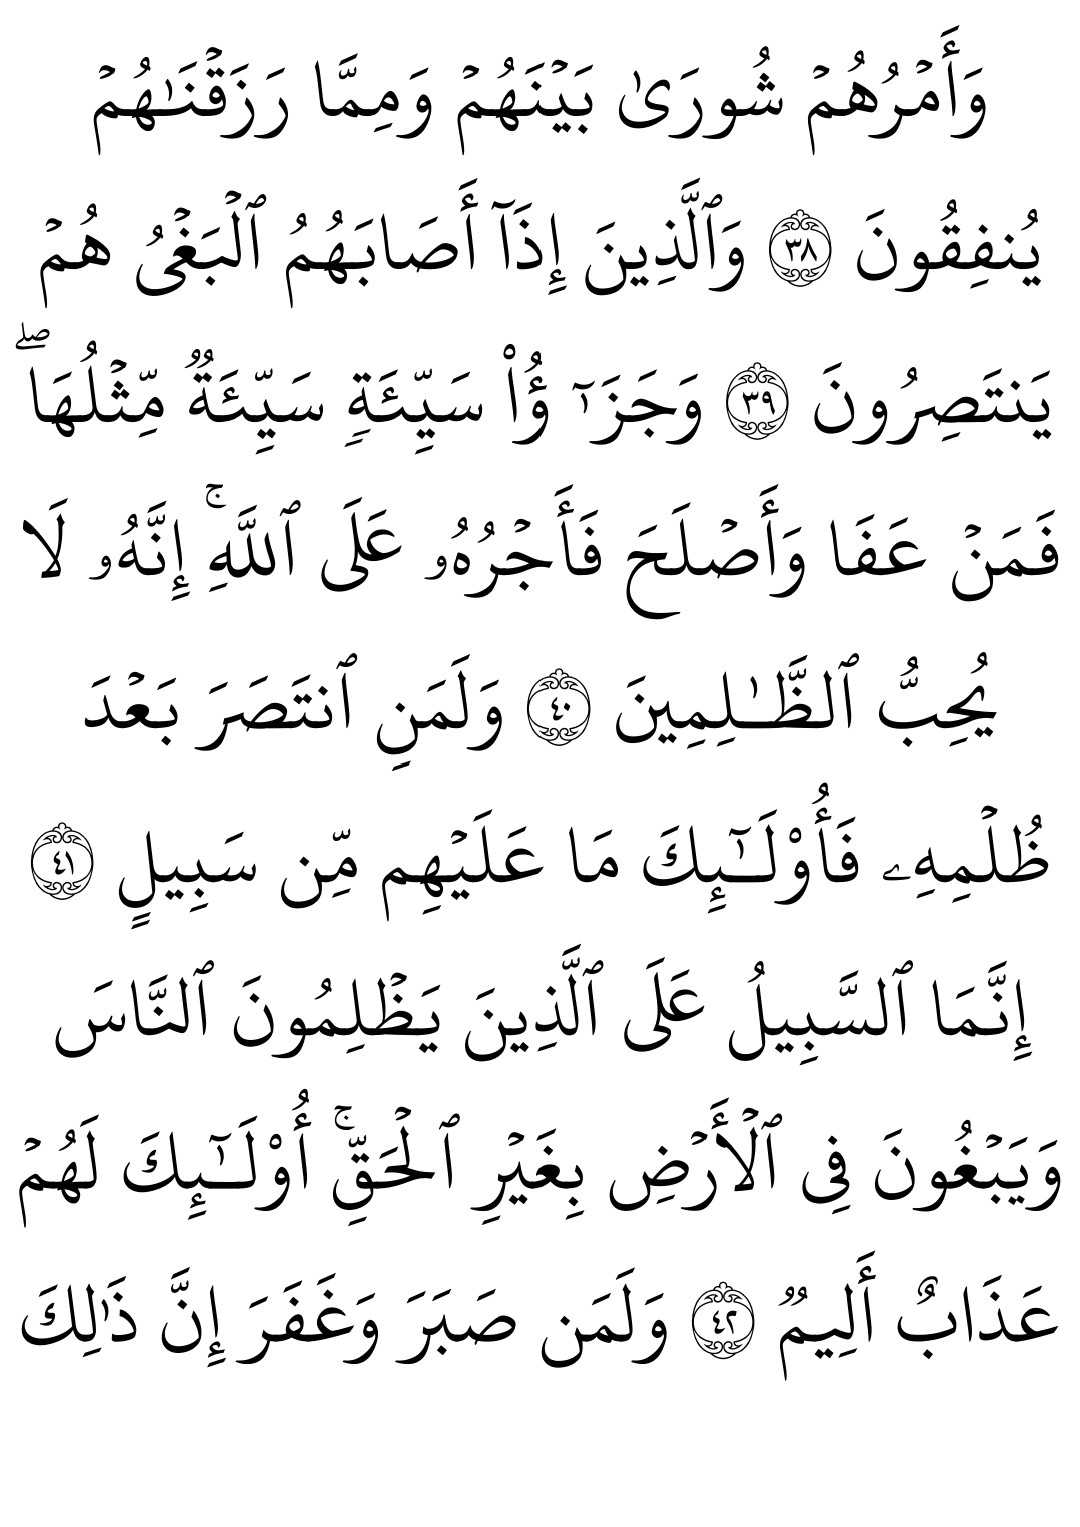 وَأَمۡرُهُمۡ شُورَىٰ بَيۡنَهُمۡ وَمِمَّا رَزَقۡنَـٰهُمۡ
يُنفِقُونَ ٣٨ وَٱلَّذِينَ إِذَآ أَصَابَهُمُ ٱلۡبَغۡىُ هُمۡ
يَنتَصِرُونَ ٣٩ وَجَزَـٰٓؤُا۟ سَيِّئَةٍ۬ سَيِّئَةٌ۬ مِّثۡلُهَا‌ۖ
فَمَنۡ عَفَا وَأَصۡلَحَ فَأَجۡرُهُۥ عَلَى ٱللَّهِ‌ۚ إِنَّهُۥ لَا
يُحِبُّ ٱلظَّـٰلِمِينَ ٤٠ وَلَمَنِ ٱنتَصَرَ بَعۡدَ
ظُلۡمِهِۦ فَأُوْلَـٰٓٮِٕكَ مَا عَلَيۡہِم مِّن سَبِيلٍ ٤١
إِنَّمَا ٱلسَّبِيلُ عَلَى ٱلَّذِينَ يَظۡلِمُونَ ٱلنَّاسَ
وَيَبۡغُونَ فِى ٱلۡأَرۡضِ بِغَيۡرِ ٱلۡحَقِّ‌ۚ أُوْلَـٰٓٮِٕكَ لَهُمۡ
عَذَابٌ أَلِيمٌ۬ ٤٢ وَلَمَن صَبَرَ وَغَفَرَ إِنَّ ذَٲلِكَ